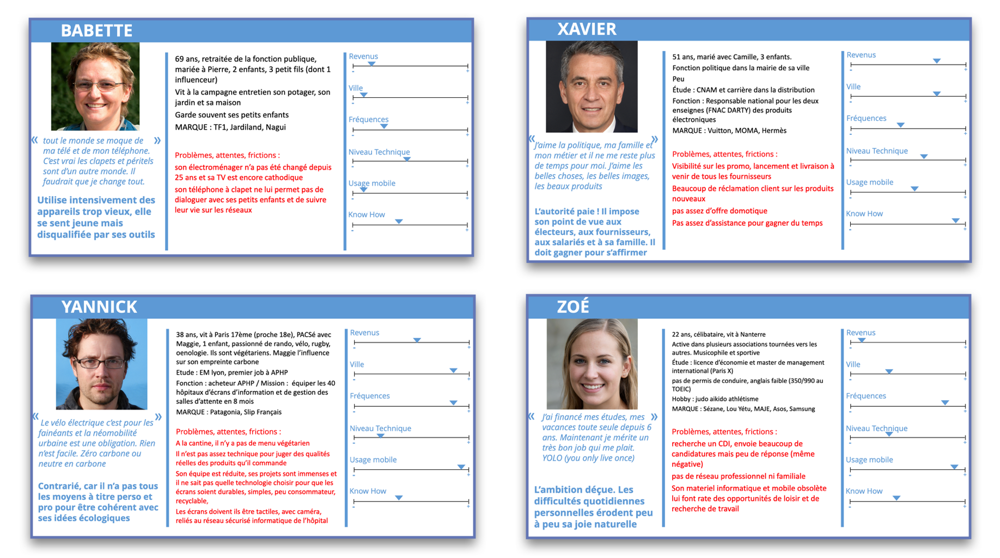 BABETTE
« tout le monde se moque de »
ma télé et de mon téléphone.
C'est vrai les clapets et péritels
sont d'un autre monde. Il
faudrait que je change tout.
Utilise intensivement des
appareils trop vieux, elle
se sent jeune mais
disqualifiée par ses outils
69 ans, retraitée de la fonction publique,
mariée à Pierre, 2 enfants, 3 petit fils (dont 1
influenceur)
Vit à la campagne entretien son potager, son
jardin et sa maison
Garde souvent ses petits enfants
MARQUE : TF1, Jardiland, Nagui
Problèmes, attentes, frictions :
son électroménager n'a pas été changé depuis
25 ans et sa TV est encore cathodique
son téléphone à clapet ne lui permet pas de
dialoguer avec ses petits enfants et de suivre
leur vie sur les réseaux
Revenus
- +
Ville
- +
Fréquences
- +
Niveau Technique
- +
Usage mobile
- +
Know How
- +
XAVIER
« J'aime la politique, ma famille et »
mon métier et il ne me reste plus
de temps pour moi. J'aime les
belles choses, les belles images,
les beaux produits
L'autorité paie ! Il impose
son point de vue aux
électeurs, aux fournisseurs,
aux salariés et à sa famille. Il
doit gagner pour s'affirmer
51 ans, marié avec Camille, 3 enfants.
Fonction politique dans la mairie de sa ville
Peu
Étude : CNAM et carrière dans la distribution
Fonction : Responsable national pour les deux
enseignes (FNAC DARTY) des produits
électroniques
MARQUE : Vuitton, MOMA, Hermès
Problèmes, attentes, frictions :
Visibilité sur les promo, lancement et livraison à
venir de tous les fournisseurs
Beaucoup de réclamation client sur les produits
nouveaux
pas assez d'offre domotique
Pas assez d'assistance pour gagner du temps
Revenus
- +
Ville
- +
Fréquences
- +
Niveau Technique
- +
Usage mobile
- +
Know How
- +
YANNICK
« Le vélo électrique c'est pour les »
fainéants et la néomobilité
urbaine est une obligation. Rien
n'est facile. Zéro carbone ou
neutre en carbone
Contrarié, car il n'a pas tous
les moyens à titre perso et
pro pour être cohérent avec
ses idées écologiques
38 ans, vit à Paris 17ème (proche 18e), PACSé avec
Maggie, 1 enfant, passionné de rando, vélo, rugby,
oenologie. Ils sont végétariens. Maggie l'influence
sur son empreinte carbone
Etude : EM lyon, premier job à APHP
Fonction : acheteur APHP / Mission : équiper les 40
hôpitaux d'écrans d'information et de gestion des
salles d'attente en 8 mois
MARQUE : Patagonia, Slip Français
Problèmes, attentes, frictions :
A la cantine, il n'y a pas de menu végétarien
Il n'est pas assez technique pour juger des qualités
réelles des produits qu'il commande
Son équipe est réduite, ses projets sont immenses et
il ne sait pas quelle technologie choisir pour que les
écrans soient durables, simples, peu consommateur,
recyclable,
Les écrans doivent ils être tactiles, avec caméra,
reliés au réseau sécurisé informatique de l'hôpital
Revenus
- +
Ville
- +
Fréquences
- +
Niveau Technique
- +
Usage mobile
- +
Know How
- +
ZOÉ
« J'ai financé mes études, mes »
vacances toute seule depuis 6
ans. Maintenant je mérite un
très bon job qui me plait.
YOLO (you only live once)
L'ambition déçue. Les
difficultés quotidiennes
personnelles érodent peu
à peu sa joie naturelle
22 ans, célibataire, vit à Nanterre
Active dans plusieurs associations tournées vers les
autres. Musicophile et sportive
Étude : licence d'économie et master de management
international (Paris X)
pas de permis de conduire, anglais faible (350/990 au
TOEIC)
Hobby : judo aikido athlétisme
MARQUE : Sézane, Lou Yétu, MAJE, Asos, Samsung
Problèmes, attentes, frictions :
recherche un CDI, envoie beaucoup de
candidatures mais peu de réponse (même
négative)
pas de réseau professionnel ni familiale
Son materiel informatique et mobile obsolète
lui font rate des opportunités de loisir et de
recherche de travail
Revenus
- +
Ville
- +
Fréquences
- +
Niveau Technique
- +
Usage mobile
- +
Know How
- +